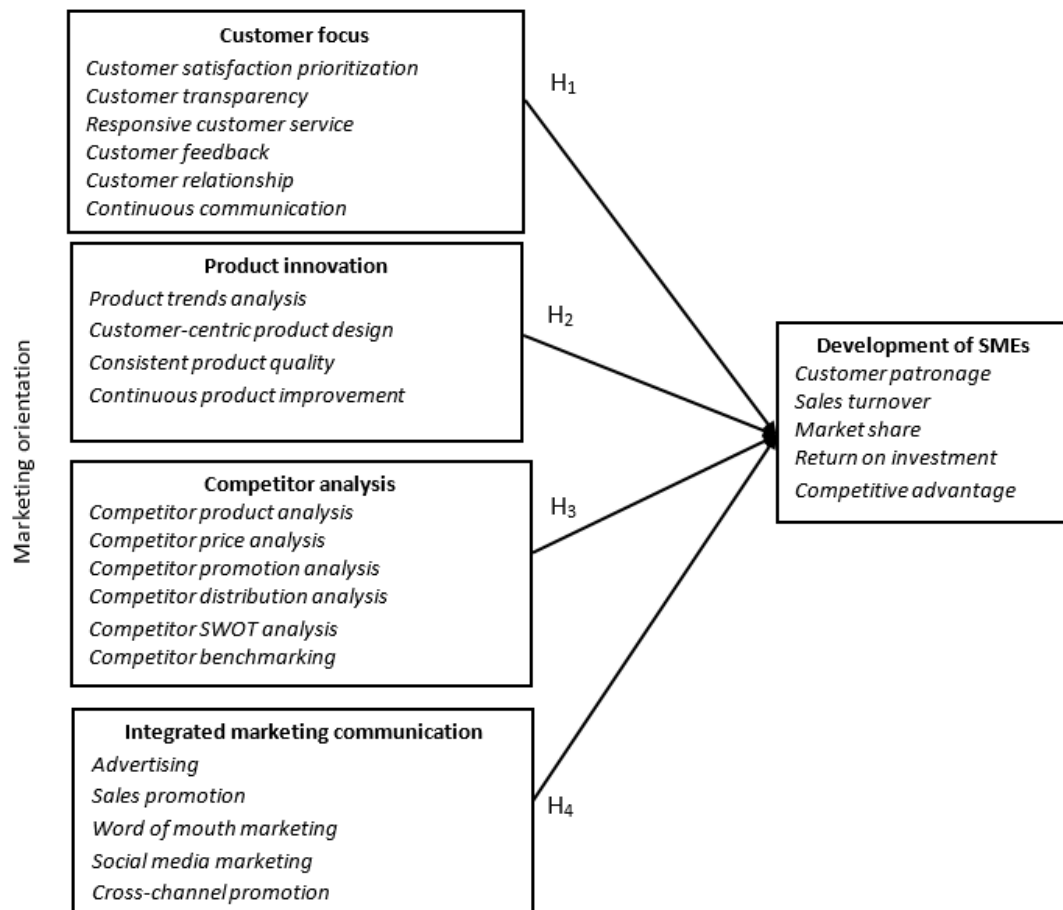 Customer focus
Customer satisfaction prioritization
Customer transparency
Responsive customer service
Customer feedback
Customer relationship
Continuous communication
H₁
Product innovation
Product trends analysis
Customer-centric product design
Consistent product quality
Continuous product improvement
H₂
Marketing orientation
Competitor analysis
Competitor product analysis
Competitor price analysis
Competitor promotion analysis
Competitor distribution analysis
Competitor SWOT analysis
Competitor benchmarking
H₃
Integrated marketing communication
Advertising
Sales promotion
Word of mouth marketing
Social media marketing
Cross-channel promotion
H₄
Development of SMEs
Customer patronage
Sales turnover
Market share
Return on investment
Competitive advantage